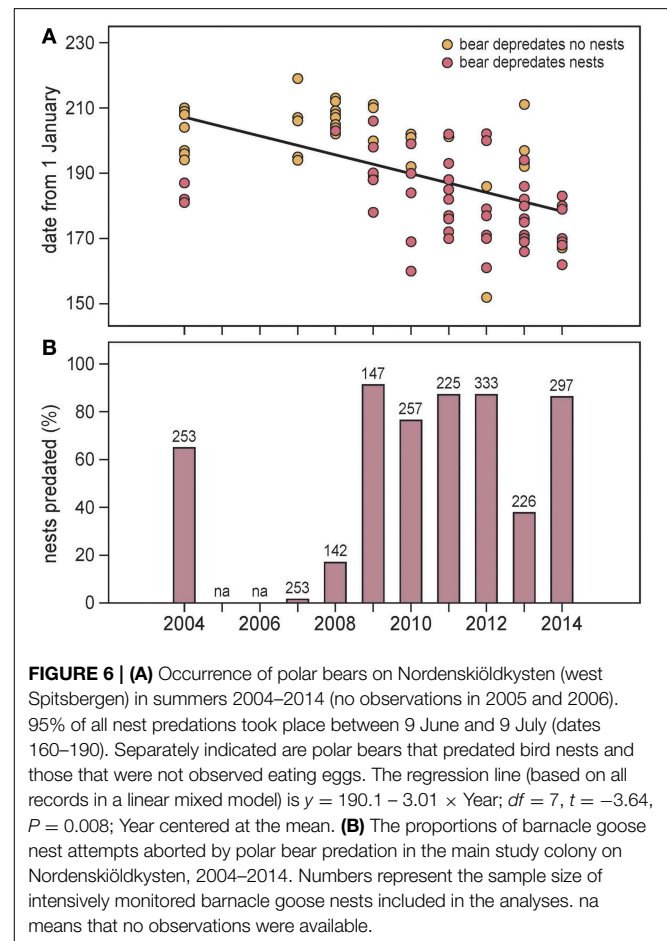 A
230
210
190
170
150
date from 1 January
bear depredates no nests
bear depredates nests
B
100
80
60
40
20
0
nests predated (%)
253
na
na
253
142
147
257
225
333
226
297
2004
2006
2008
2010
2012
2014
FIGURE 6 | (A) Occurrence of polar bears on Nordenskiöldkysten (west
Spitsbergen) in summers 2004–2014 (no observations in 2005 and 2006).
95% of all nest predations took place between 9 June and 9 July (dates
160–190). Separately indicated are polar bears that predated bird nests and
those that were not observed eating eggs. The regression line (based on all
records in a linear mixed model) is y = 190.1 – 3.01 × Year; df = 7, t = −3.64,
P = 0.008; Year centered at the mean. (B) The proportions of barnacle goose
nest attempts aborted by polar bear predation in the main study colony on
Nordenskiöldkysten, 2004–2014. Numbers represent the sample size of
intensively monitored barnacle goose nests included in the analyses. na
means that no observations were available.